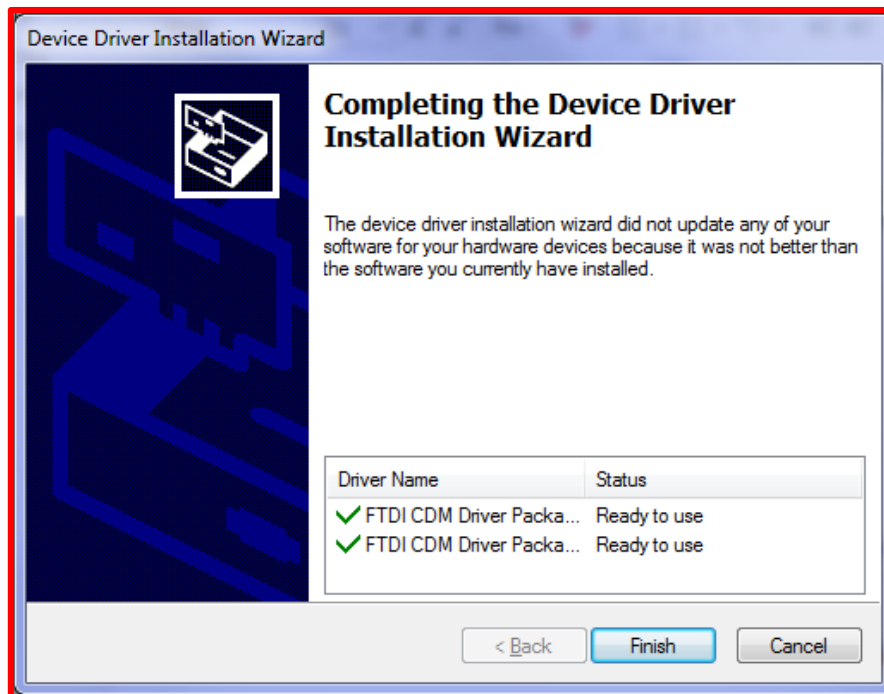 Device Driver Installation Wizard
Completing the Device Driver
Installation Wizard
The device driver installation wizard did not update any of your
software for your hardware devices because it was not better than
the software you currently have installed.
Driver Name Status
FTDI CDM Driver Packa... Ready to use
FTDI CDM Driver Packa... Ready to use
< Back Finish Cancel